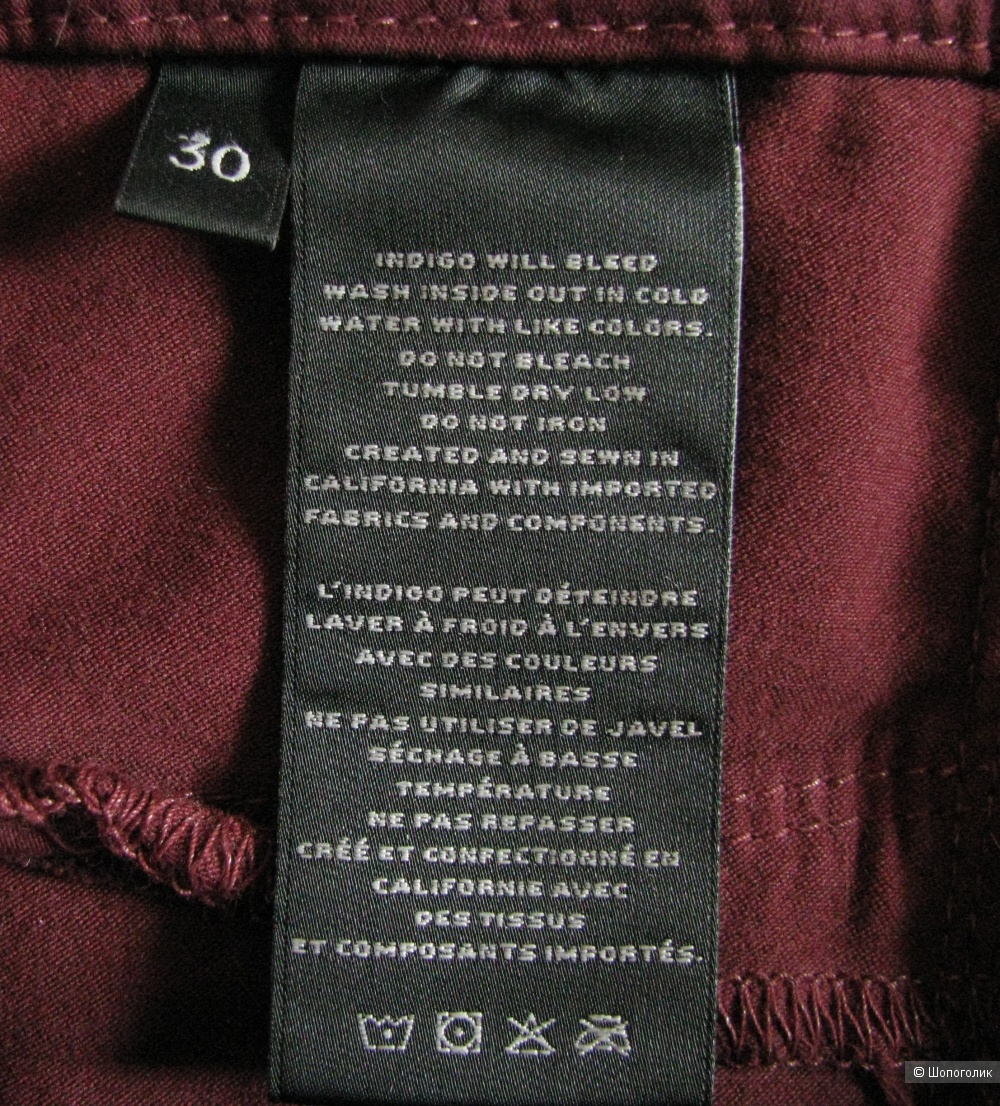 30
INDIGO WILL BLEED
WASH INSIDE OUT IN COLD
WATER WITH LIKE COLORS.
DO NOT BLEACH
TUMBLE DRY LOW
DO NOT IRON
CREATED AND SEWN IN
CALIFORNIA WITH IMPORTED
FABRICS AND COMPONENTS.
L'INDIGO PEUT DÉTEINDRE
LAVER À FROID À L'ENVERS
AVEC DES COULEURS
SIMILAIRES
NE PAS UTILISER DE JAVEL
SÉCHAGE À BASSE
TEMPÉRATURE
NE PAS REPASSER
CRÉÉ ET CONFECTIONNÉ EN
CALIFORNIE AVEC
DES TISSUS
ET COMPOSANTS IMPORTÉS.
© Шопоголик